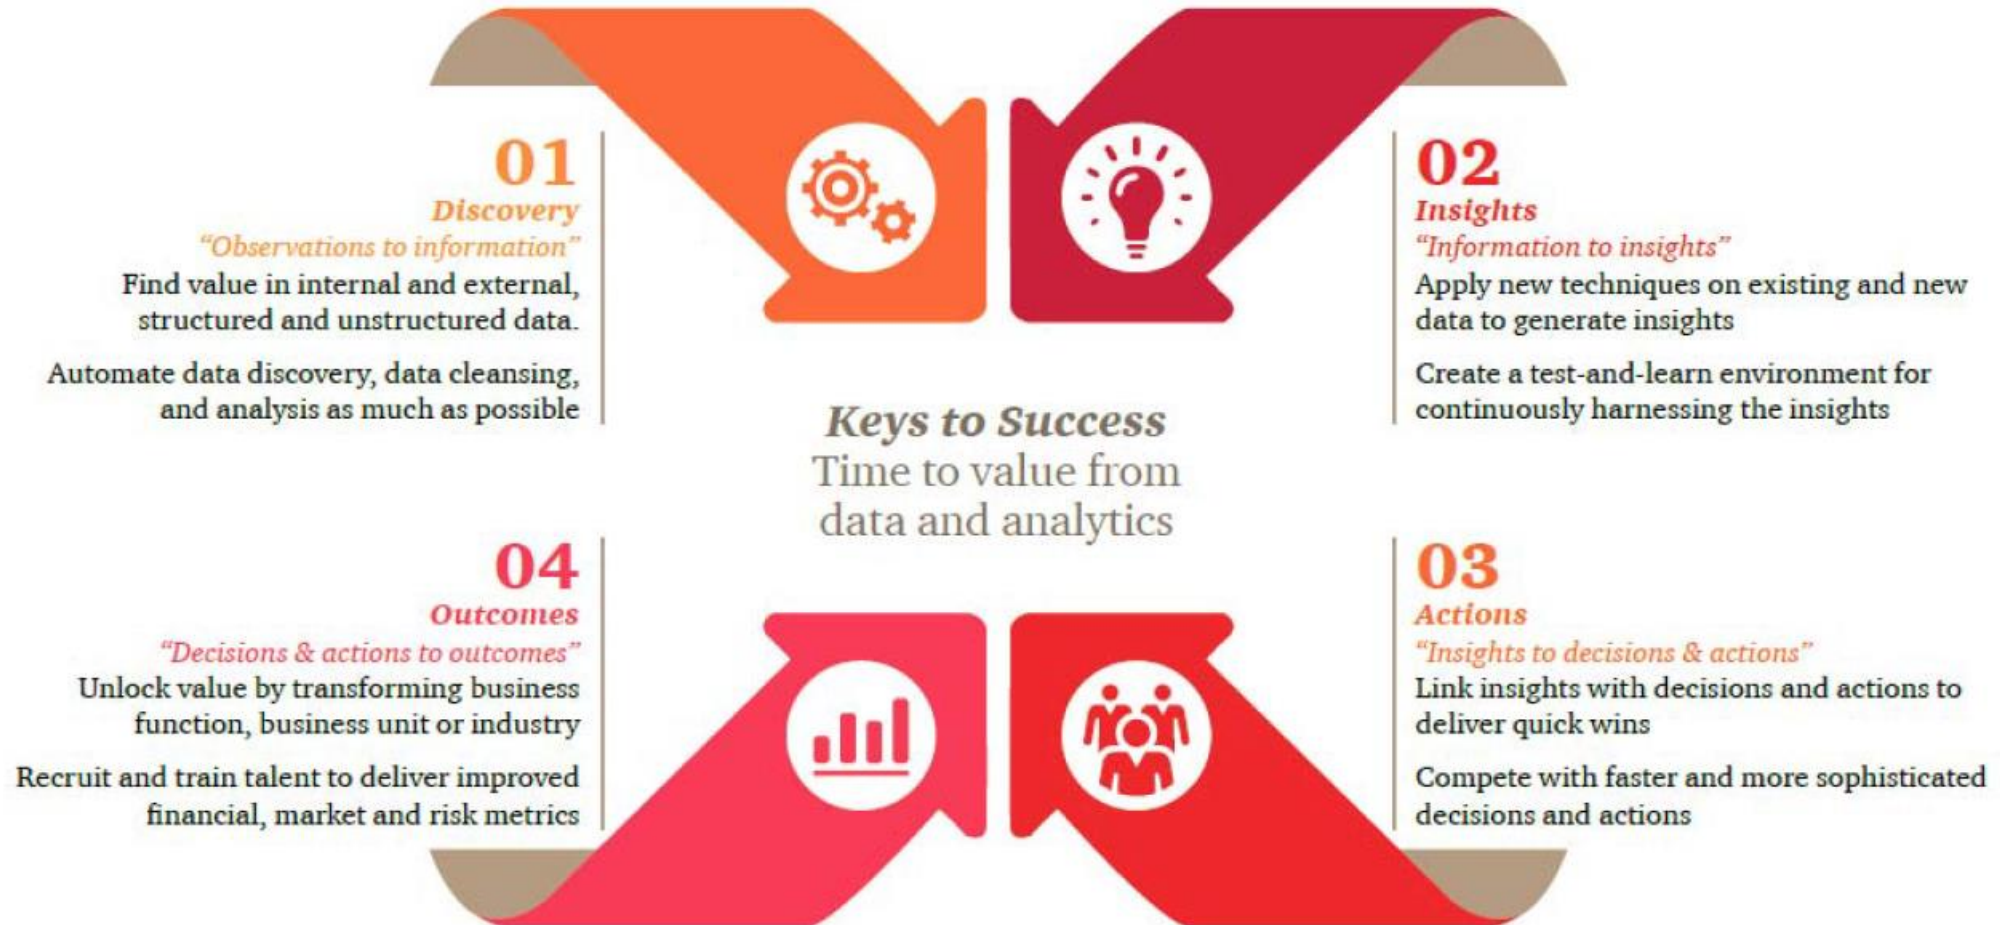 01
Discovery
“Observations to information”
Find value in internal and external,
structured and unstructured data.
Automate data discovery, data cleansing,
and analysis as much as possible
02
Insights
“Information to insights”
Apply new techniques on existing and new
data to generate insights
Create a test-and-learn environment for
continuously harnessing the insights
Keys to Success
Time to value from
data and analytics
03
Actions
“Insights to decisions & actions”
Link insights with decisions and actions to
deliver quick wins
Compete with faster and more sophisticated
decisions and actions
04
Outcomes
“Decisions & actions to outcomes”
Unlock value by transforming business
function, business unit or industry
Recruit and train talent to deliver improved
financial, market and risk metrics